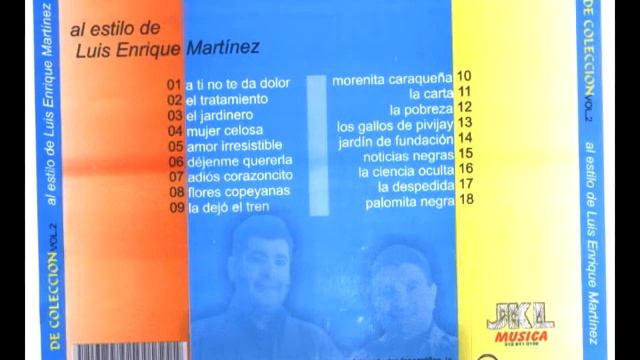 al estilo de
Luis Enrique Martínez
01 a ti no te da dolor
02 el tratamiento
03 el jardinero
04 mujer celosa
05 amor irresistible
06 déjenme quererla
07 adiós corazoncito
08 flores copeyanas
09 la dejó el tren
morenita caraqueña 10
la carta 11
la pobreza 12
los gallos de pivijay 13
jardín de fundación 14
noticias negras 15
la ciencia oculta 16
la despedida 17
palomita negra 18
DE COLECCION VOL.2 al estilo de Luis Enrique Martínez
DE COLECCION VOL.2 al estilo de Luis Enrique Martínez
JKL
MUSICA